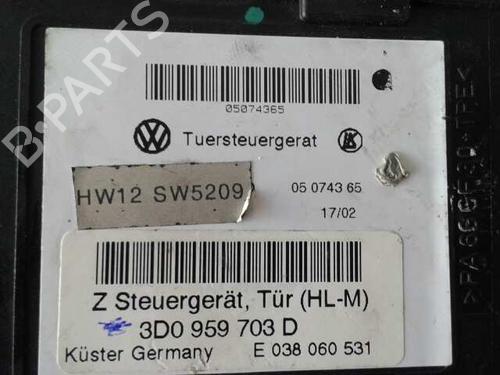 05074365
Tuersteuergerat
HW12 SW5209
05 0743 65
17/02
Z Steuergerät, Tür (HL-M)
3D0 959 703 D
Küster Germany E 038 060 531
B-PARTS